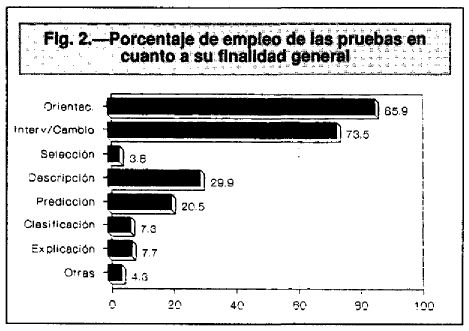 Fig. 2.—Porcentaje de empleo de las pruebas en
cuanto a su finalidad general
Orientac. 85.9
Interv/Cambio 73.5
Selección 3.8
Descripción 29.9
Predicción 20.5
Clasificación 7.3
Explicación 7.7
Otras 4.3
0 20 40 60 80 100